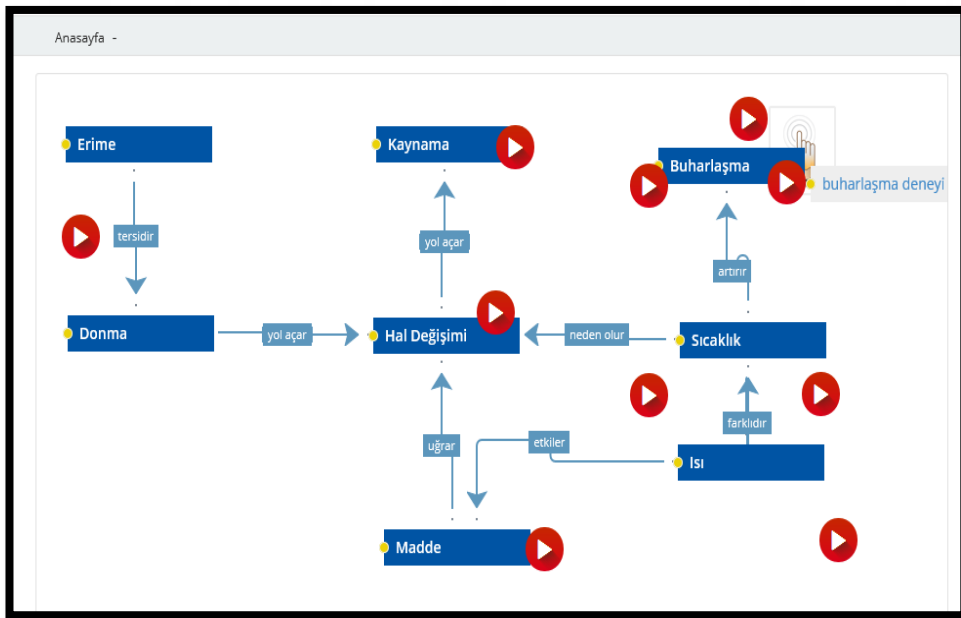 Anasayfa -
Erime
Kaynama
Buharlaşma
buharlaşma deneyi
tersidir
yol açar
artırır
Donma
yol açar
Hal Değişimi
neden olur
Sıcaklık
farklıdır
uğrar
etkiler
Isı
Madde